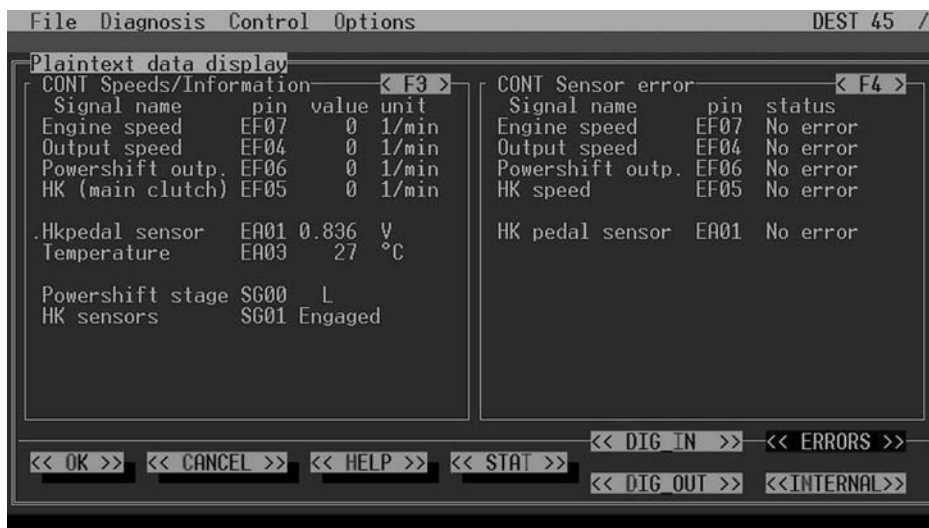 File Diagnosis Control Options DEST 45 /
Plaintext data display
CONT Speeds/Information < F3 >
Signal name pin value unit
Engine speed EF07 0 1/min
Output speed EF04 0 1/min
Powershift outp. EF06 0 1/min
HK (main clutch) EF05 0 1/min
.Hkpedal sensor EA01 0.836 V
Temperature EA03 27 °C
Powershift stage SG00 L
HK sensors SG01 Engaged
CONT Sensor error < F4 >
Signal name pin status
Engine speed EF07 No error
Output speed EF04 No error
Powershift outp. EF06 No error
HK speed EF05 No error
HK pedal sensor EA01 No error
<< DIG_IN >> << ERRORS >>
<< OK >> << CANCEL >> << HELP >> << STAT >>
<< DIG_OUT >> <<INTERNAL>>